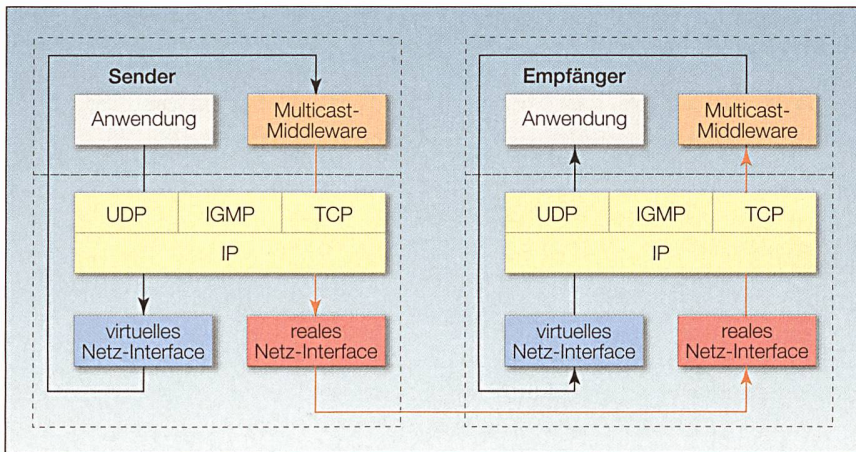 Sender
Anwendung
Multicast-
Middleware
UDP
IGMP
TCP
IP
virtuelles
Netz-Interface
reales
Netz-Interface
Empfänger
Anwendung
Multicast-
Middleware
UDP
IGMP
TCP
IP
virtuelles
Netz-Interface
reales
Netz-Interface